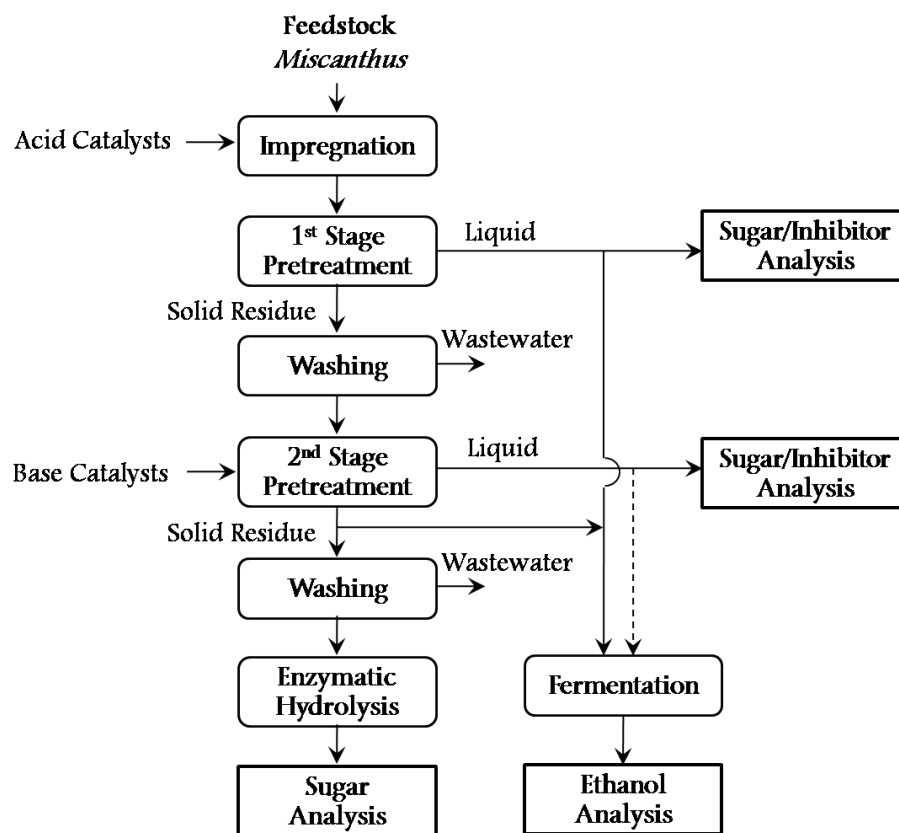 Feedstock
Miscanthus
Acid Catalysts
Impregnation
1st Stage
Pretreatment
Liquid
Sugar/Inhibitor
Analysis
Solid Residue
Wastewater
Washing
Base Catalysts
2nd Stage
Pretreatment
Liquid
Sugar/Inhibitor
Analysis
Solid Residue
Wastewater
Washing
Enzymatic
Hydrolysis
Fermentation
Sugar
Analysis
Ethanol
Analysis